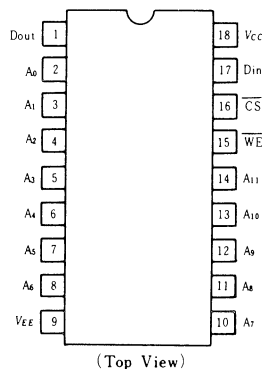 Dout 1 18 Vcc
A0 2 17 Din
A1 3 16 CS
A2 4 15 WE
A3 5 14 A11
A4 6 13 A10
A5 7 12 A9
A6 8 11 A8
VEE 9 10 A7
(Top View)